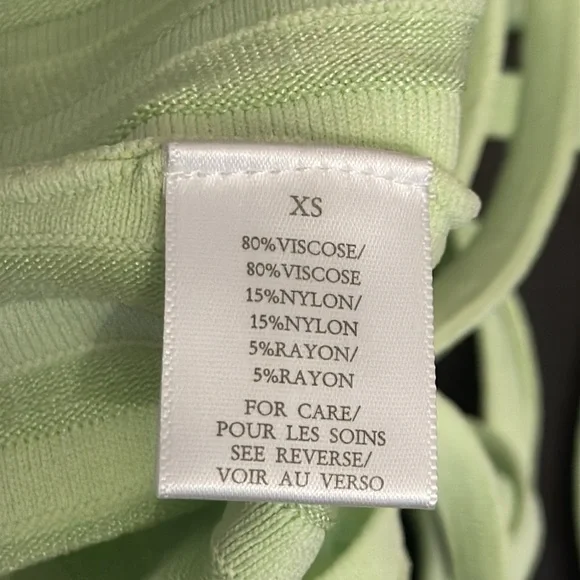 XS
80%VISCOSE/
80%VISCOSE
15%NYLON/
15%NYLON
5%RAYON/
5%RAYON
FOR CARE/
POUR LES SOINS
SEE REVERSE/
VOIR AU VERSO